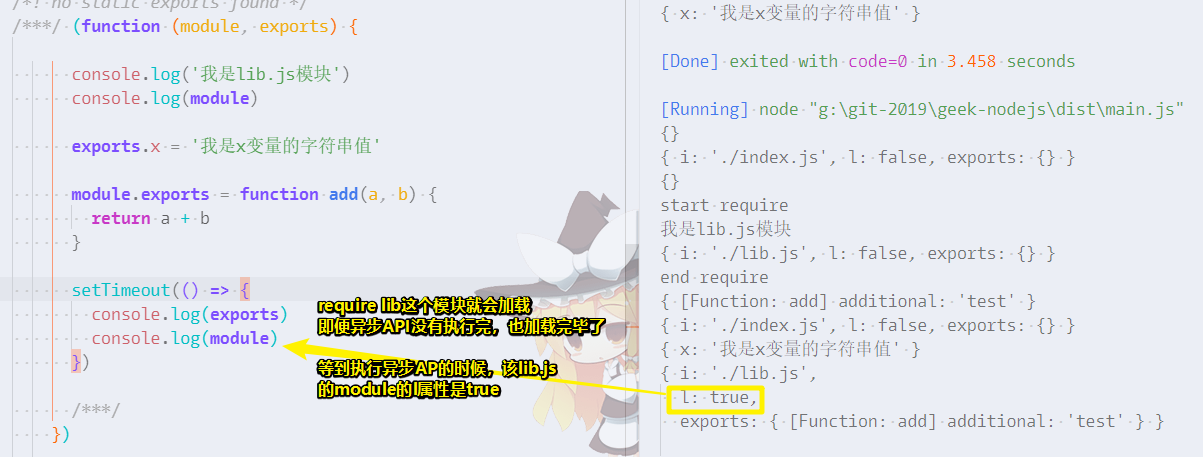 /*! no static exports found */
/***/ (function (module, exports) {
console.log('我是lib.js模块')
console.log(module)
exports.x = '我是x变量的字符串值'
module.exports = function add(a, b) {
return a + b
}
setTimeout(() => {
console.log(exports)
console.log(module)
})
/***/
})
require lib这个模块就会加载
即便异步API没有执行完，也加载完毕了
等到执行异步AP的时候，该lib.js
的module的l属性是true
{ x: '我是x变量的字符串值' }
[Done] exited with code=0 in 3.458 seconds
[Running] node "g:\git-2019\geek-nodejs\dist\main.js"
{}
{ i: './index.js', l: false, exports: {} }
{}
start require
我是lib.js模块
{ i: './lib.js', l: false, exports: {} }
end require
{ [Function: add] additional: 'test' }
{ i: './index.js', l: false, exports: {} }
{ x: '我是x变量的字符串值' }
{ i: './lib.js',
l: true,
exports: { [Function: add] additional: 'test' } }